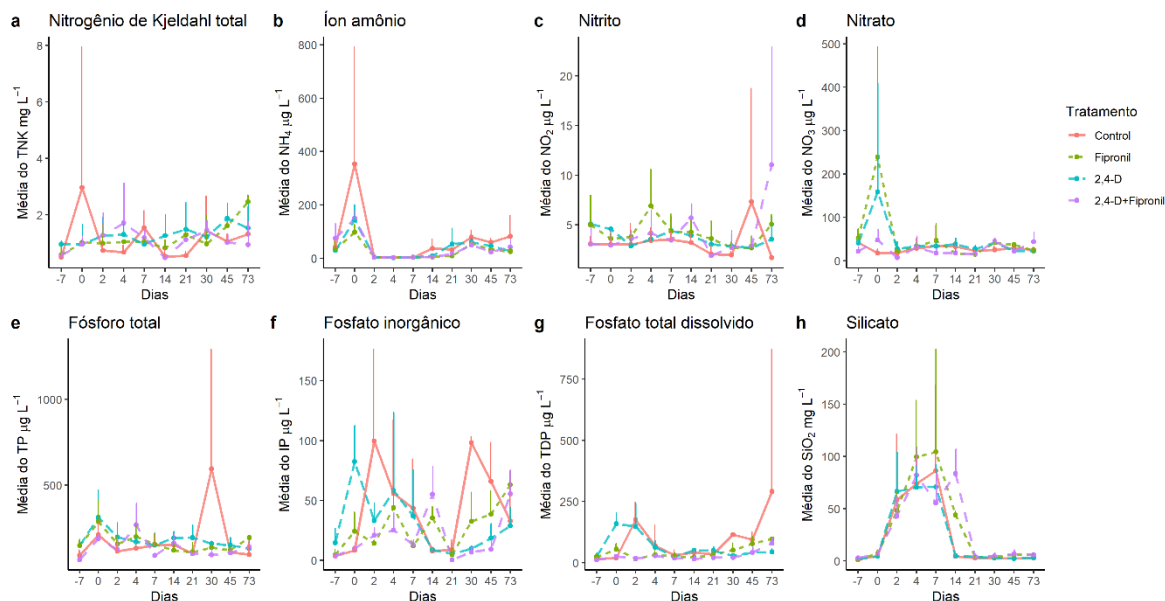 a Nitrogênio de Kjeldahl total
Média do TNK mg L⁻¹
8
6
4
2
-7 0 2 4 7 14 21 30 45 73
Dias
b Íon amônio
Média do NH₄ µg L⁻¹
800
600
400
200
0
-7 0 2 4 7 14 21 30 45 73
Dias
c Nitrito
Média do NO₂ µg L⁻¹
20
15
10
5
-7 0 2 4 7 14 21 30 45 73
Dias
d Nitrato
Média do NO₃ µg L⁻¹
500
400
300
200
100
0
-7 0 2 4 7 14 21 30 45 73
Dias
Tratamento
Control
Fipronil
2,4-D
2,4-D+Fipronil
e Fósforo total
Média do TP µg L⁻¹
1000
500
-7 0 2 4 7 14 21 30 45 73
Dias
f Fosfato inorgânico
Média do IP µg L⁻¹
150
100
50
0
-7 0 2 4 7 14 21 30 45 73
Dias
g Fosfato total dissolvido
Média do TDP µg L⁻¹
750
500
250
0
-7 0 2 4 7 14 21 30 45 73
Dias
h Silicato
Média do SiO₂ mg L⁻¹
200
150
100
50
0
-7 0 2 4 7 14 21 30 45 73
Dias